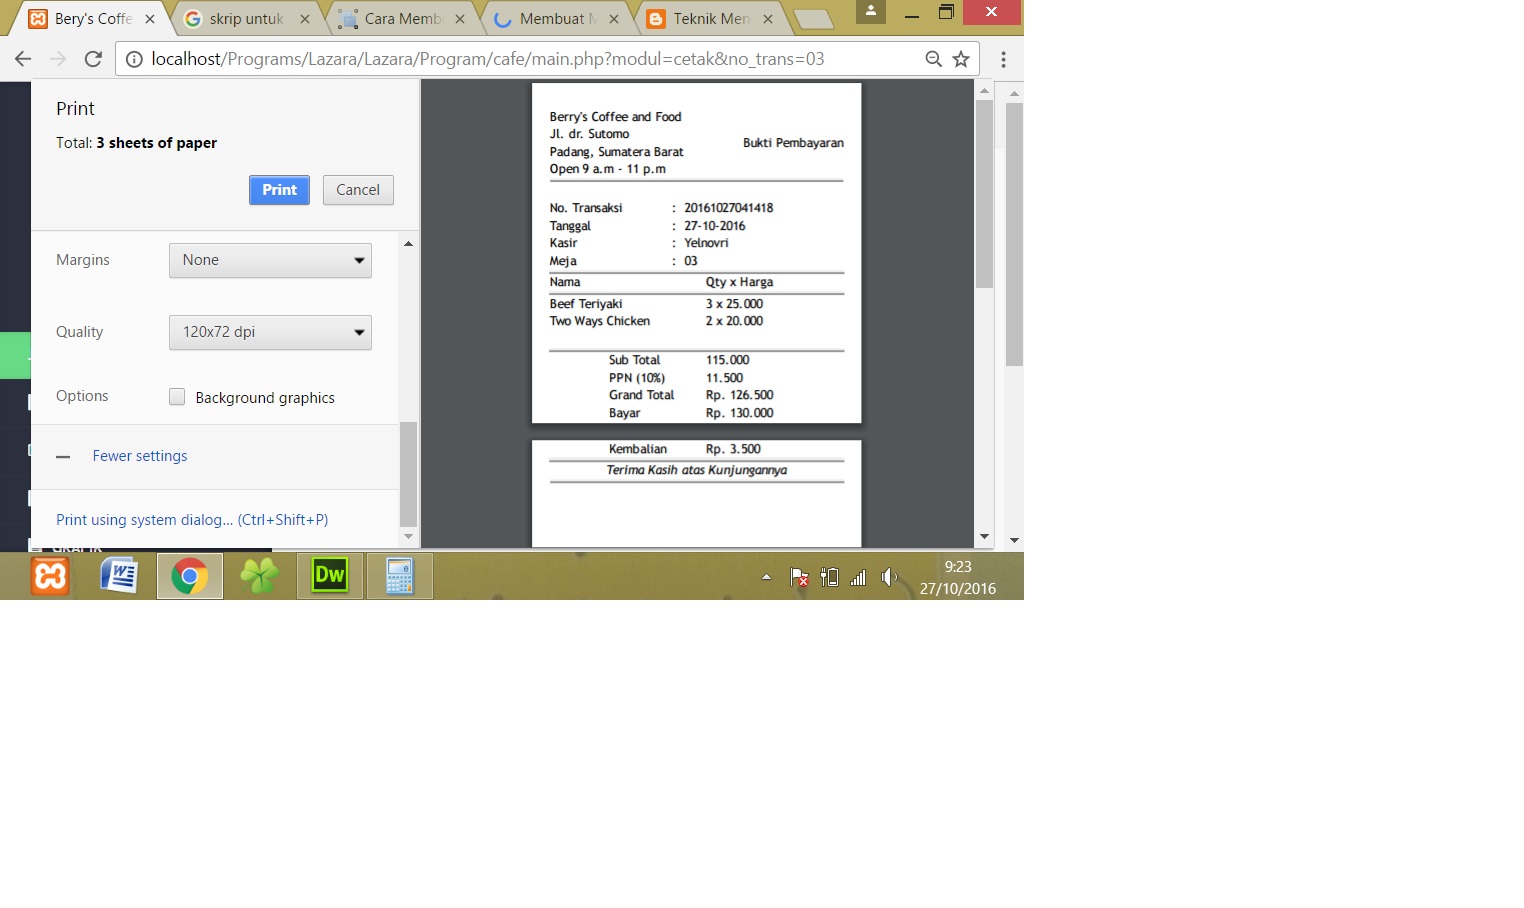 Bery's Coffe
skrip untuk
Cara Memb
Membuat M
Teknik Men
localhost/Programs/Lazara/Lazara/Program/cafe/main.php?modul=cetak&no_trans=03
Print
Total: 3 sheets of paper
Print Cancel
Margins None
Quality 120x72 dpi
Options Background graphics
Fewer settings
Print using system dialog... (Ctrl+Shift+P)
Berry's Coffee and Food
Jl. dr. Sutomo
Padang, Sumatera Barat
Open 9 a.m - 11 p.m
Bukti Pembayaran
No. Transaksi : 20161027041418
Tanggal : 27-10-2016
Kasir : Yelnovri
Meja : 03
Nama Qty x Harga
Beef Teriyaki 3 x 25.000
Two Ways Chicken 2 x 20.000
Sub Total 115.000
PPN (10%) 11.500
Grand Total Rp. 126.500
Bayar Rp. 130.000
Kembalian Rp. 3.500
Terima Kasih atas Kunjungannya
GRAFIK
Dw
9:23
27/10/2016